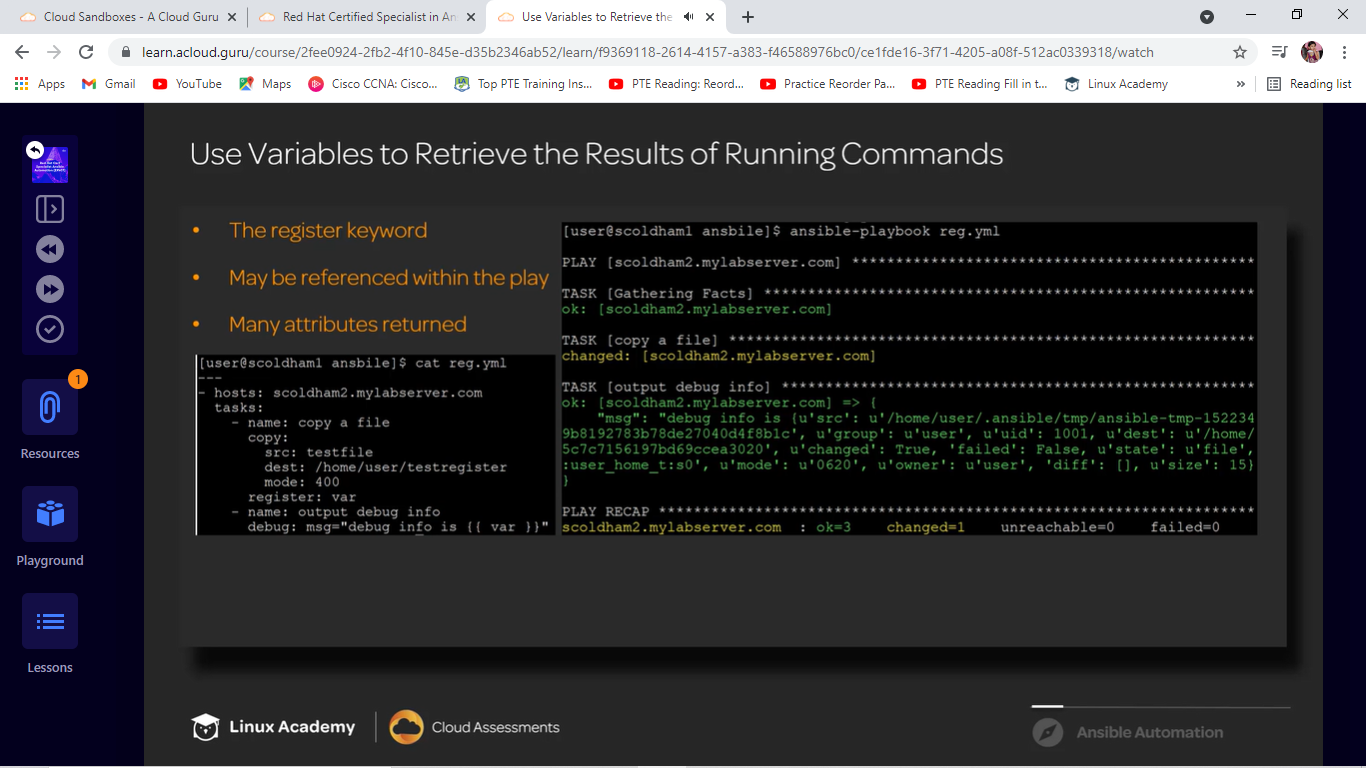 Cloud Sandboxes - A Cloud Guru
Red Hat Certified Specialist in An
Use Variables to Retrieve the
learn.acloud.guru/course/2fee0924-2fb2-4f10-845e-d35b2346ab52/learn/f9369118-2614-4157-a383-f46588976bc0/ce1fde16-3f71-4205-a08f-512ac0339318/watch
Apps
Gmail
YouTube
Maps
Cisco CCNA: Cisco...
Top PTE Training Ins...
PTE Reading: Reord...
Practice Reorder Pa...
PTE Reading Fill in t...
Linux Academy
»
Reading list
1
Resources
Playground
Lessons
Use Variables to Retrieve the Results of Running Commands
• The register keyword
• May be referenced within the play
• Many attributes returned
[user@scoldham1 ansbile]$ cat reg.yml
---
- hosts: scoldham2.mylabserver.com
  tasks:
    - name: copy a file
      copy:
        src: testfile
        dest: /home/user/testregister
        mode: 400
      register: var
    - name: output debug info
      debug: msg="debug info is {{ var }}"
[user@scoldham1 ansbile]$ ansible-playbook reg.yml
PLAY [scoldham2.mylabserver.com] ********************************************
TASK [Gathering Facts] ********************************************************
ok: [scoldham2.mylabserver.com]
TASK [copy a file] ************************************************************
changed: [scoldham2.mylabserver.com]
TASK [output debug info] ******************************************************
ok: [scoldham2.mylabserver.com] => {
    "msg": "debug info is {u'src': u'/home/user/.ansible/tmp/ansible-tmp-152234
9b8192783b78de27040d4f8b1c', u'group': u'user', u'uid': 1001, u'dest': u'/home/
5c7c7156197bd69ccea3020', u'changed': True, 'failed': False, u'state': u'file',
:user_home_t:s0', u'mode': u'0620', u'owner': u'user', 'diff': [], u'size': 15}
}
PLAY RECAP ********************************************************************
scoldham2.mylabserver.com : ok=3 changed=1 unreachable=0 failed=0
Linux Academy
Cloud Assessments
Ansible Automation